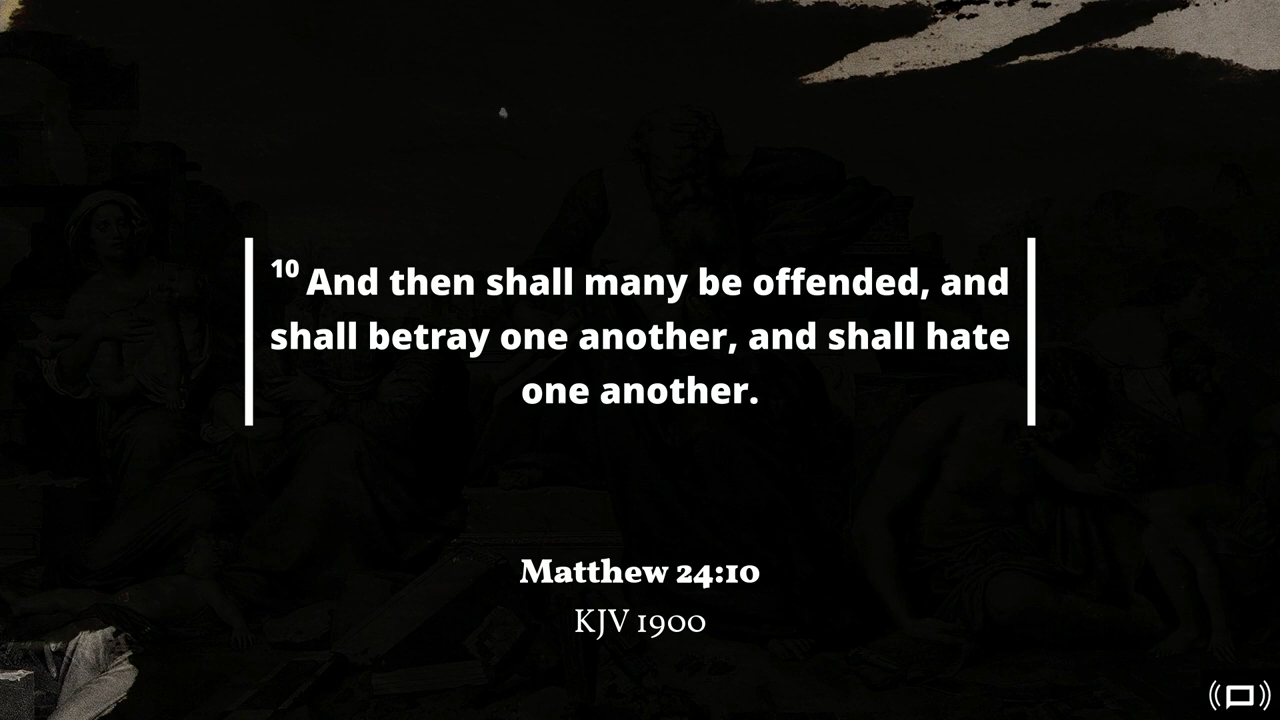 10 And then shall many be offended, and
shall betray one another, and shall hate
one another.
Matthew 24:10
KJV 1900